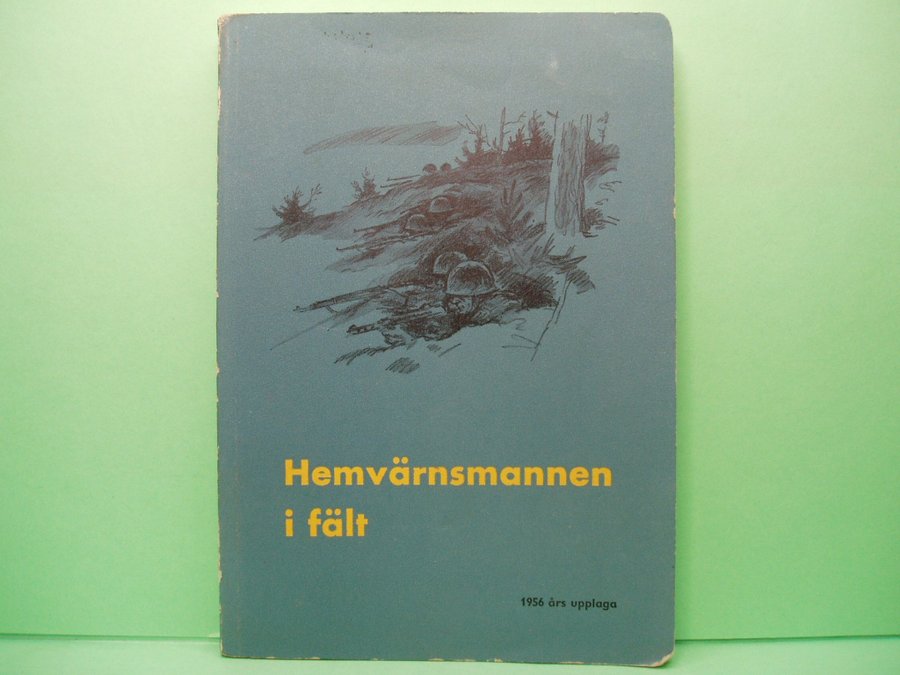 Hemvärnsmannen
i fält
1956 års upplaga